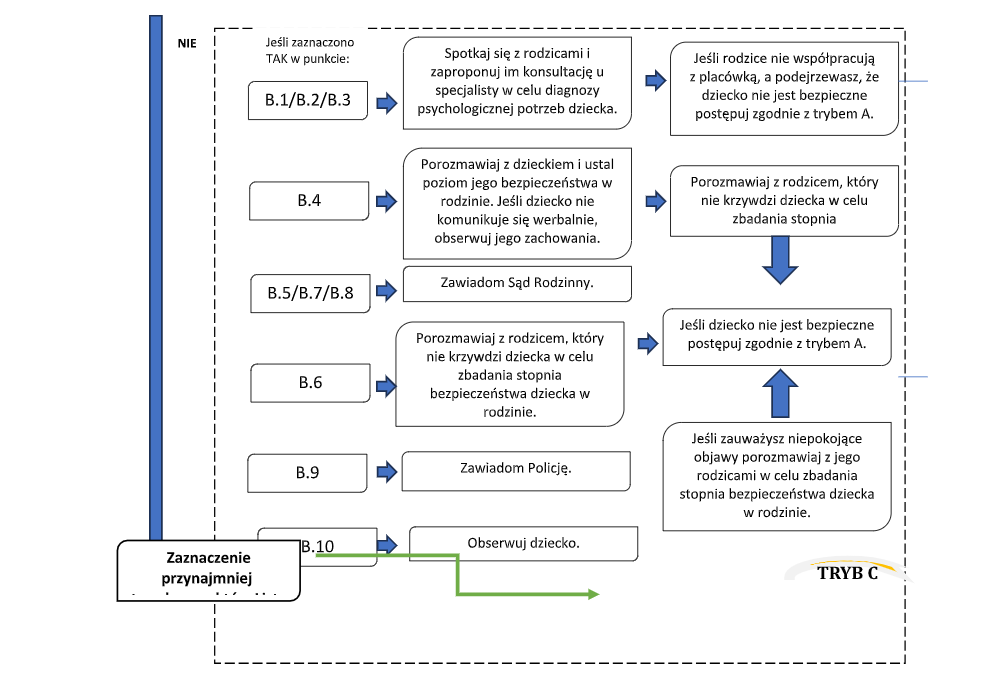 NIE
Jeśli zaznaczono
TAK w punkcie:
B.1/B.2/B.3
Spotkaj się z rodzicami i
zaproponuj im konsultację u
specjalisty w celu diagnozy
psychologicznej potrzeb dziecka.
Jeśli rodzice nie współpracują
z placówką, a podejrzewasz, że
dziecko nie jest bezpieczne
postępuj zgodnie z trybem A.
B.4
Porozmawiaj z dzieckiem i ustal
poziom jego bezpieczeństwa w
rodzinie. Jeśli dziecko nie
komunikuje się werbalnie,
obserwuj jego zachowania.
Porozmawiaj z rodzicem, który
nie krzywdzi dziecka w celu
zbadania stopnia
B.5/B.7/B.8
Zawiadom Sąd Rodzinny.
Jeśli dziecko nie jest bezpieczne
postępuj zgodnie z trybem A.
B.6
Porozmawiaj z rodzicem, który
nie krzywdzi dziecka w celu
zbadania stopnia
bezpieczeństwa dziecka w
rodzinie.
Jeśli zauważysz niepokojące
objawy porozmawiaj z jego
rodzicami w celu zbadania
stopnia bezpieczeństwa dziecka
w rodzinie.
B.9
Zawiadom Policję.
B.10
Obserwuj dziecko.
Zaznaczenie
przynajmniej
TRYB C